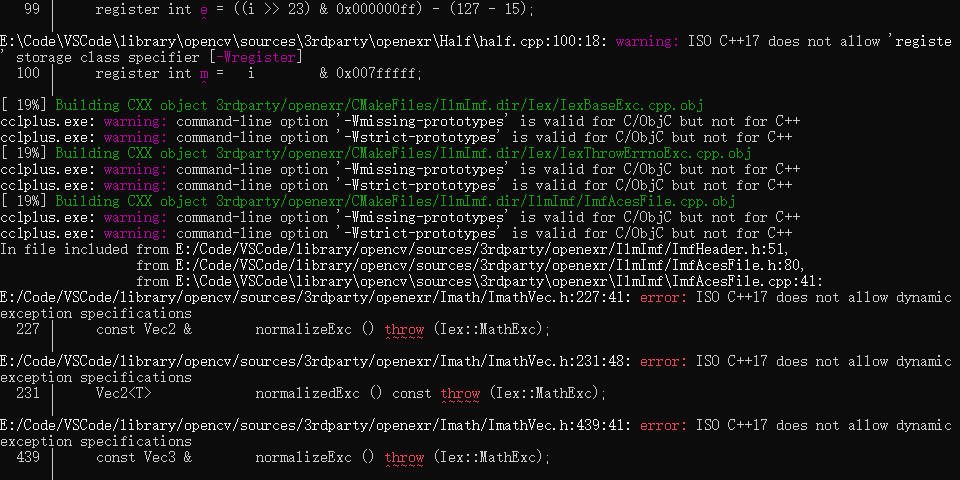 99 | register int e = ((i >> 23) & 0x000000ff) - (127 - 15);
^
E:\Code\VSCode\library\opencv\sources\3rdparty\openexr\Half\half.cpp:100:18: warning: ISO C++17 does not allow 'registe
' storage class specifier [-Wregister]
100 | register int m = i & 0x007fffff;
^
[ 19%] Building CXX object 3rdparty/openexr/CMakeFiles/IlmImf.dir/Iex/IexBaseExc.cpp.obj
cc1plus.exe: warning: command-line option '-Wmissing-prototypes' is valid for C/ObjC but not for C++
cc1plus.exe: warning: command-line option '-Wstrict-prototypes' is valid for C/ObjC but not for C++
[ 19%] Building CXX object 3rdparty/openexr/CMakeFiles/IlmImf.dir/Iex/IexThrowErrnoExc.cpp.obj
cc1plus.exe: warning: command-line option '-Wmissing-prototypes' is valid for C/ObjC but not for C++
cc1plus.exe: warning: command-line option '-Wstrict-prototypes' is valid for C/ObjC but not for C++
[ 19%] Building CXX object 3rdparty/openexr/CMakeFiles/IlmImf.dir/IlmImf/ImfAcesFile.cpp.obj
cc1plus.exe: warning: command-line option '-Wmissing-prototypes' is valid for C/ObjC but not for C++
cc1plus.exe: warning: command-line option '-Wstrict-prototypes' is valid for C/ObjC but not for C++
In file included from E:/Code/VSCode/library/opencv/sources/3rdparty/openexr/IlmImf/ImfHeader.h:51,
from E:/Code/VSCode/library/opencv/sources/3rdparty/openexr/IlmImf/ImfAcesFile.h:80,
from E:\Code\VSCode\library\opencv\sources\3rdparty\openexr\IlmImf\ImfAcesFile.cpp:41:
E:/Code/VSCode/library/opencv/sources/3rdparty/openexr/Imath/ImathVec.h:227:41: error: ISO C++17 does not allow dynamic
exception specifications
227 | const Vec2 & normalizeExc () throw (Iex::MathExc);
^~~~~
E:/Code/VSCode/library/opencv/sources/3rdparty/openexr/Imath/ImathVec.h:231:48: error: ISO C++17 does not allow dynamic
exception specifications
231 | Vec2<T> normalizedExc () const throw (Iex::MathExc);
^~~~~
E:/Code/VSCode/library/opencv/sources/3rdparty/openexr/Imath/ImathVec.h:439:41: error: ISO C++17 does not allow dynamic
exception specifications
439 | const Vec3 & normalizeExc () throw (Iex::MathExc);
^~~~~